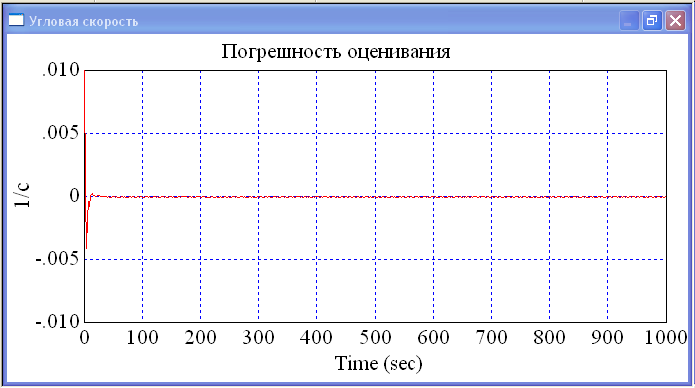 Угловая скорость
Погрешность оценивания
.010
.005
0
-.005
-.010
1/с
0 100 200 300 400 500 600 700 800 900 1000
Time (sec)